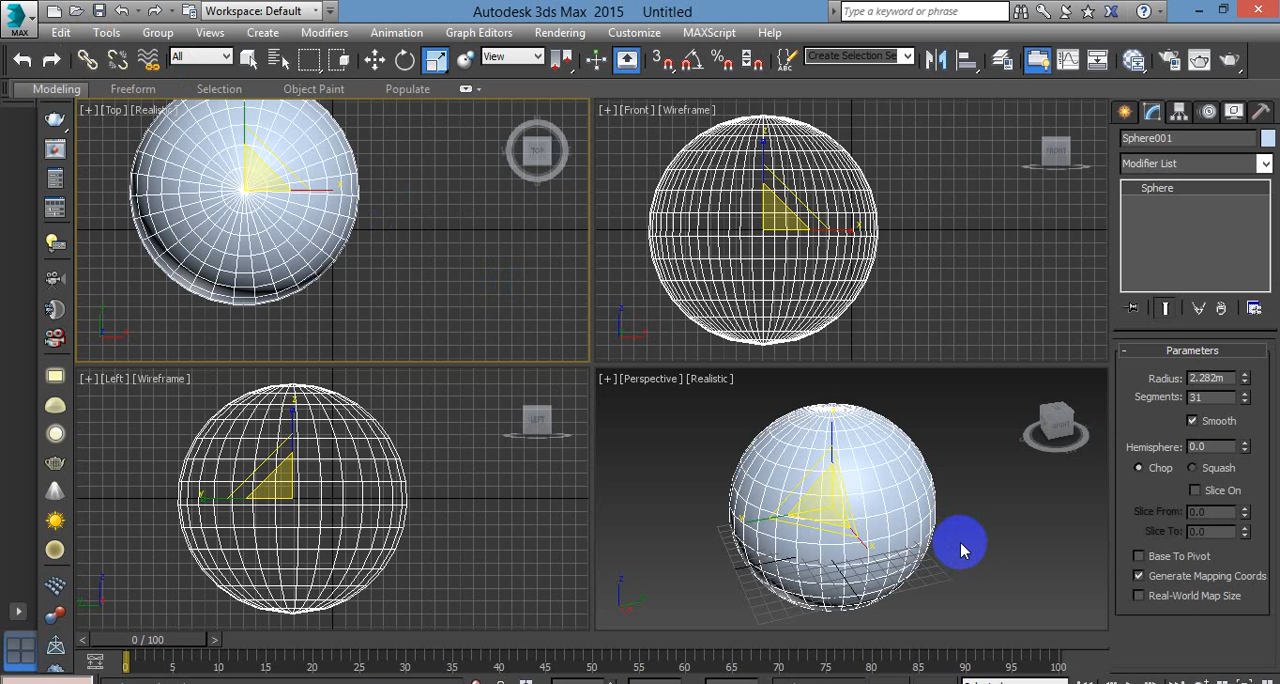 Workspace: Default
Autodesk 3ds Max 2015 Untitled
Type a keyword or phrase
MAX
Edit Tools Group Views Create Modifiers Animation Graph Editors Rendering Customize MAXScript Help
All
View
3
Create Selection Se
Modeling Freeform Selection Object Paint Populate
[+] [Top] [Realistic]
TOP
[+] [Front] [Wireframe]
FRONT
Sphere001
Modifier List
Sphere
[+] [Left] [Wireframe]
LEFT
[+] [Perspective] [Realistic]
Parameters
Radius: 2.282m
Segments: 31
Smooth
Hemisphere: 0.0
Chop Squash
Slice On
Slice From: 0.0
Slice To: 0.0
Base To Pivot
Generate Mapping Coords
Real-World Map Size
0 / 100
0 5 10 15 20 25 30 35 40 45 50 55 60 65 70 75 80 85 90 95 100